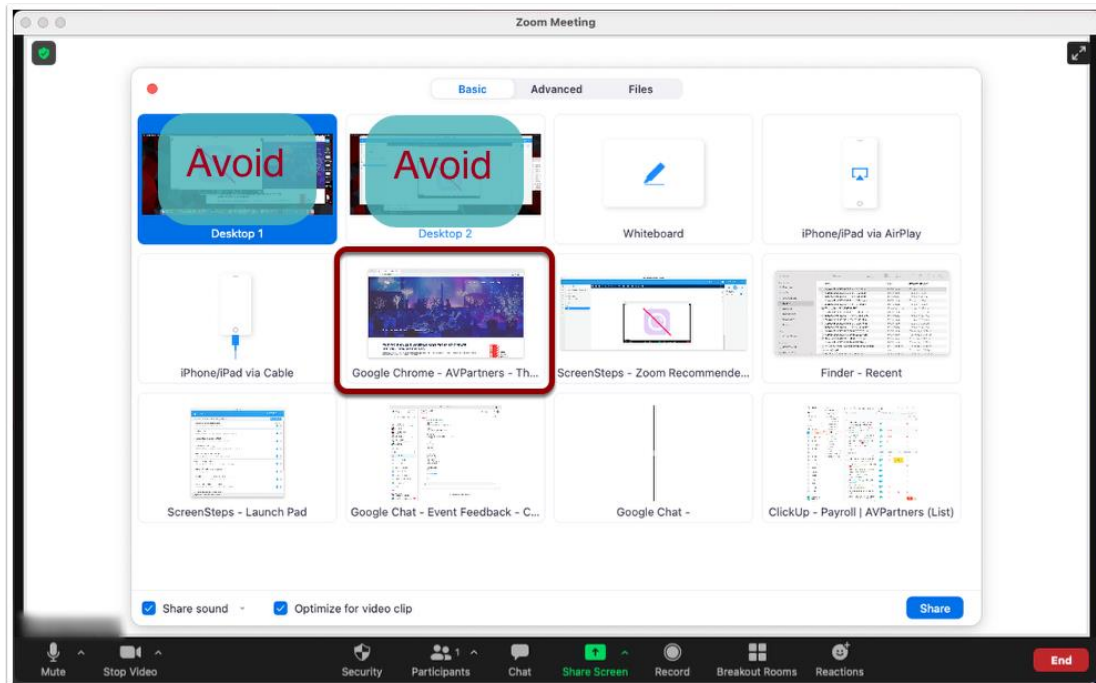 Zoom Meeting
Basic Advanced Files
Avoid Avoid
Desktop 1 Desktop 2 Whiteboard iPhone/iPad via AirPlay
iPhone/iPad via Cable Google Chrome - AVPartners - Th... ScreenSteps - Zoom Recommende... Finder - Recent
ScreenSteps - Launch Pad Google Chat - Event Feedback - C... Google Chat - ClickUp - Payroll | AVPartners (List)
Share sound Optimize for video clip Share
1
Mute Stop Video Security Participants Chat Share Screen Record Breakout Rooms Reactions End